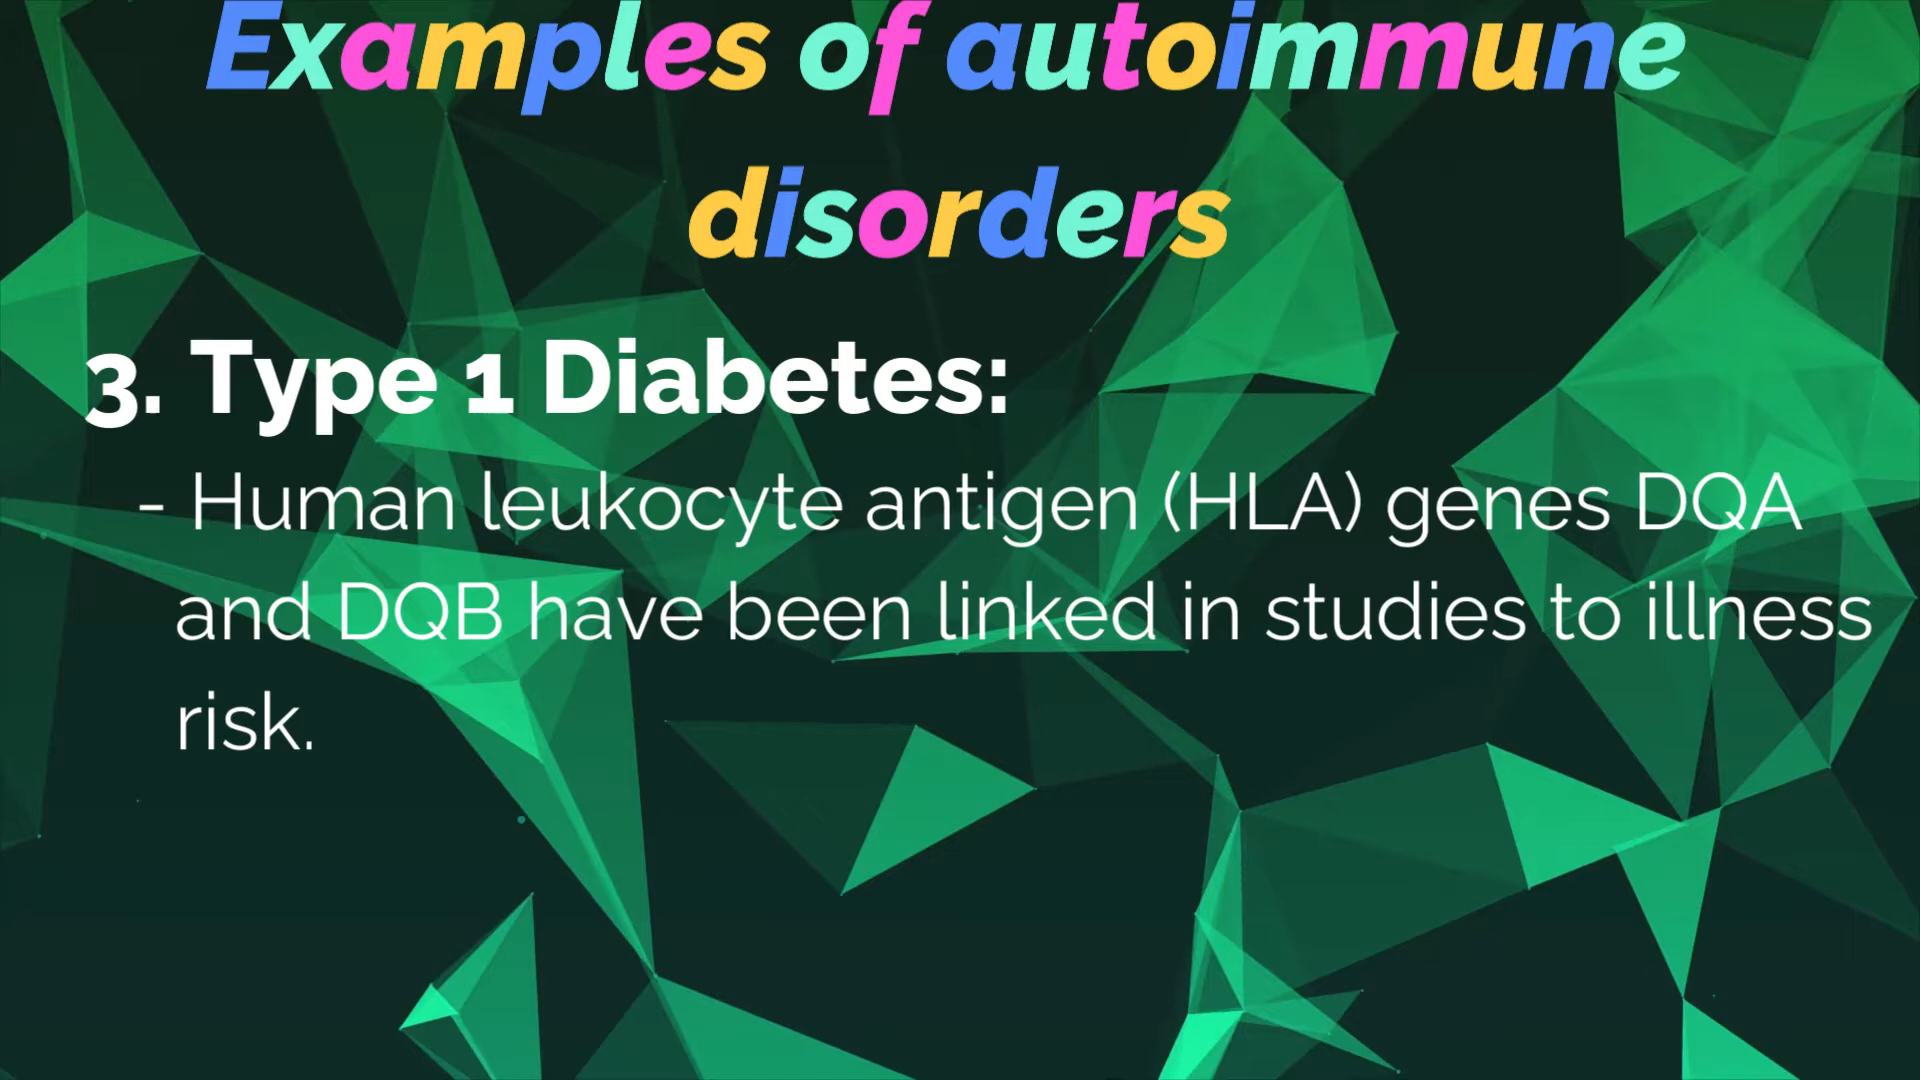 Examples of autoimmune
disorders
3. Type 1 Diabetes:
- Human leukocyte antigen (HLA) genes DQA
and DQB have been linked in studies to illness
risk.